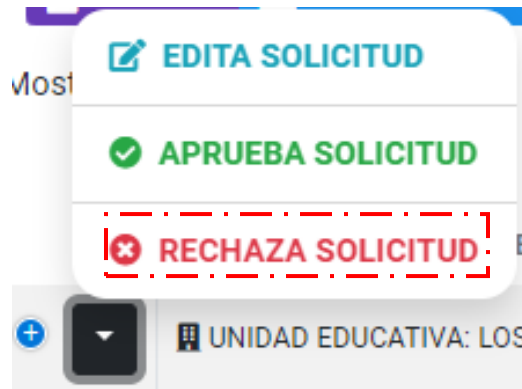 EDITA SOLICITUD
Most
APRUEBA SOLICITUD
RECHAZA SOLICITUD
UNIDAD EDUCATIVA: LOS